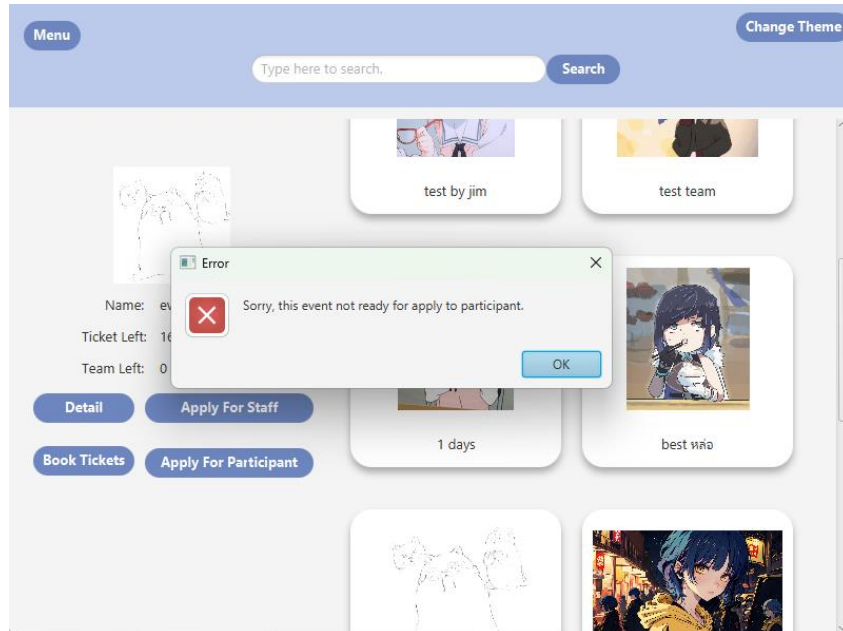 Menu
Change Theme
Type here to search.
Search
test by jim
test team
Error
Sorry, this event not ready for apply to participant.
OK
Name:
Ticket Left: 16
Team Left: 0
Detail
Apply For Staff
Book Tickets
Apply For Participant
1 days
best หล่อ